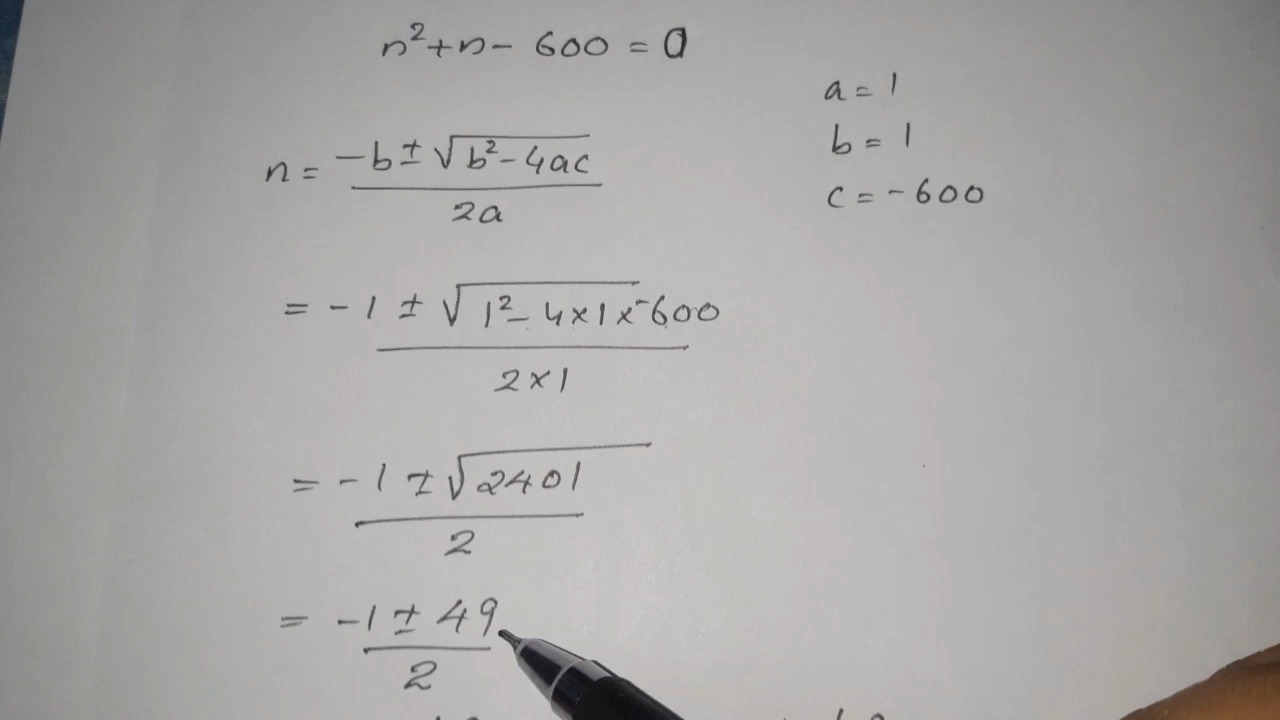 n²+n- 600 = 0
a = 1
b = 1
c = -600
n = -b ± √b²-4ac
2a
= -1 ± √1²- 4×1×-600
2×1
= -1 ± √2401
2
= -1 ± 49
2